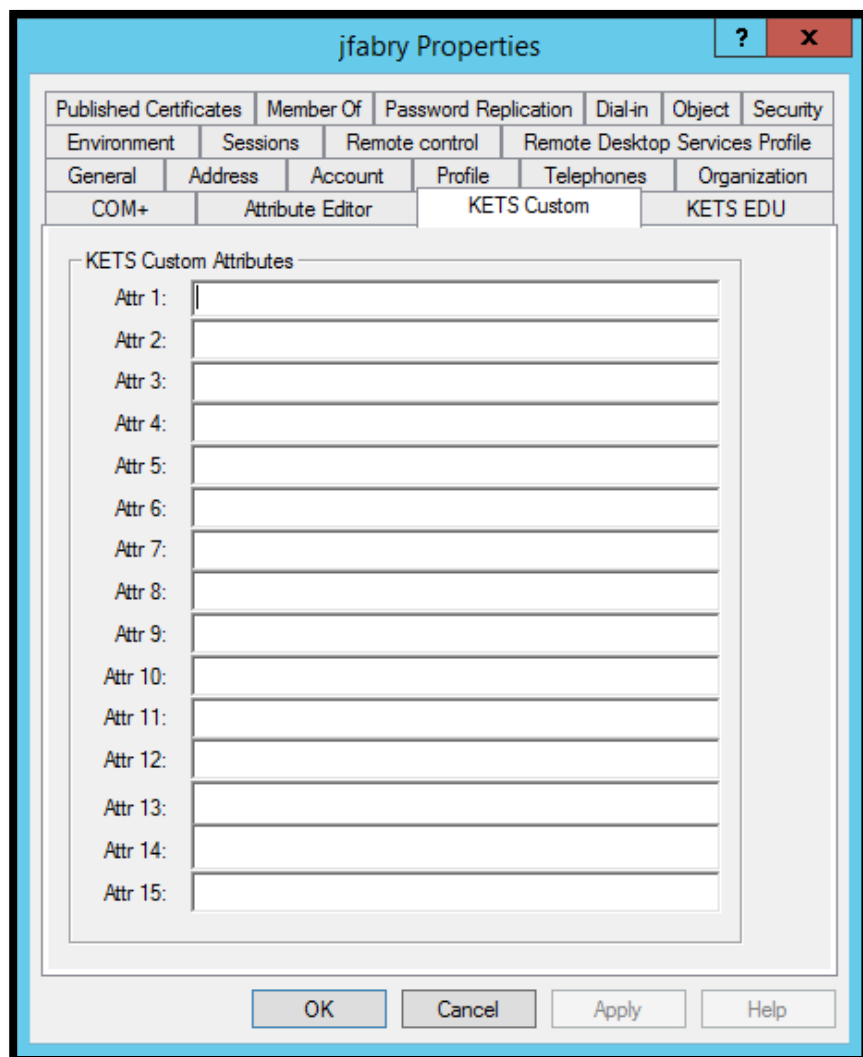 jfabry Properties
? x
Published Certificates Member Of Password Replication Dial-in Object Security
Environment Sessions Remote control Remote Desktop Services Profile
General Address Account Profile Telephones Organization
COM+ Attribute Editor KETS Custom KETS EDU
KETS Custom Attributes
Attr 1:
Attr 2:
Attr 3:
Attr 4:
Attr 5:
Attr 6:
Attr 7:
Attr 8:
Attr 9:
Attr 10:
Attr 11:
Attr 12:
Attr 13:
Attr 14:
Attr 15:
OK Cancel Apply Help